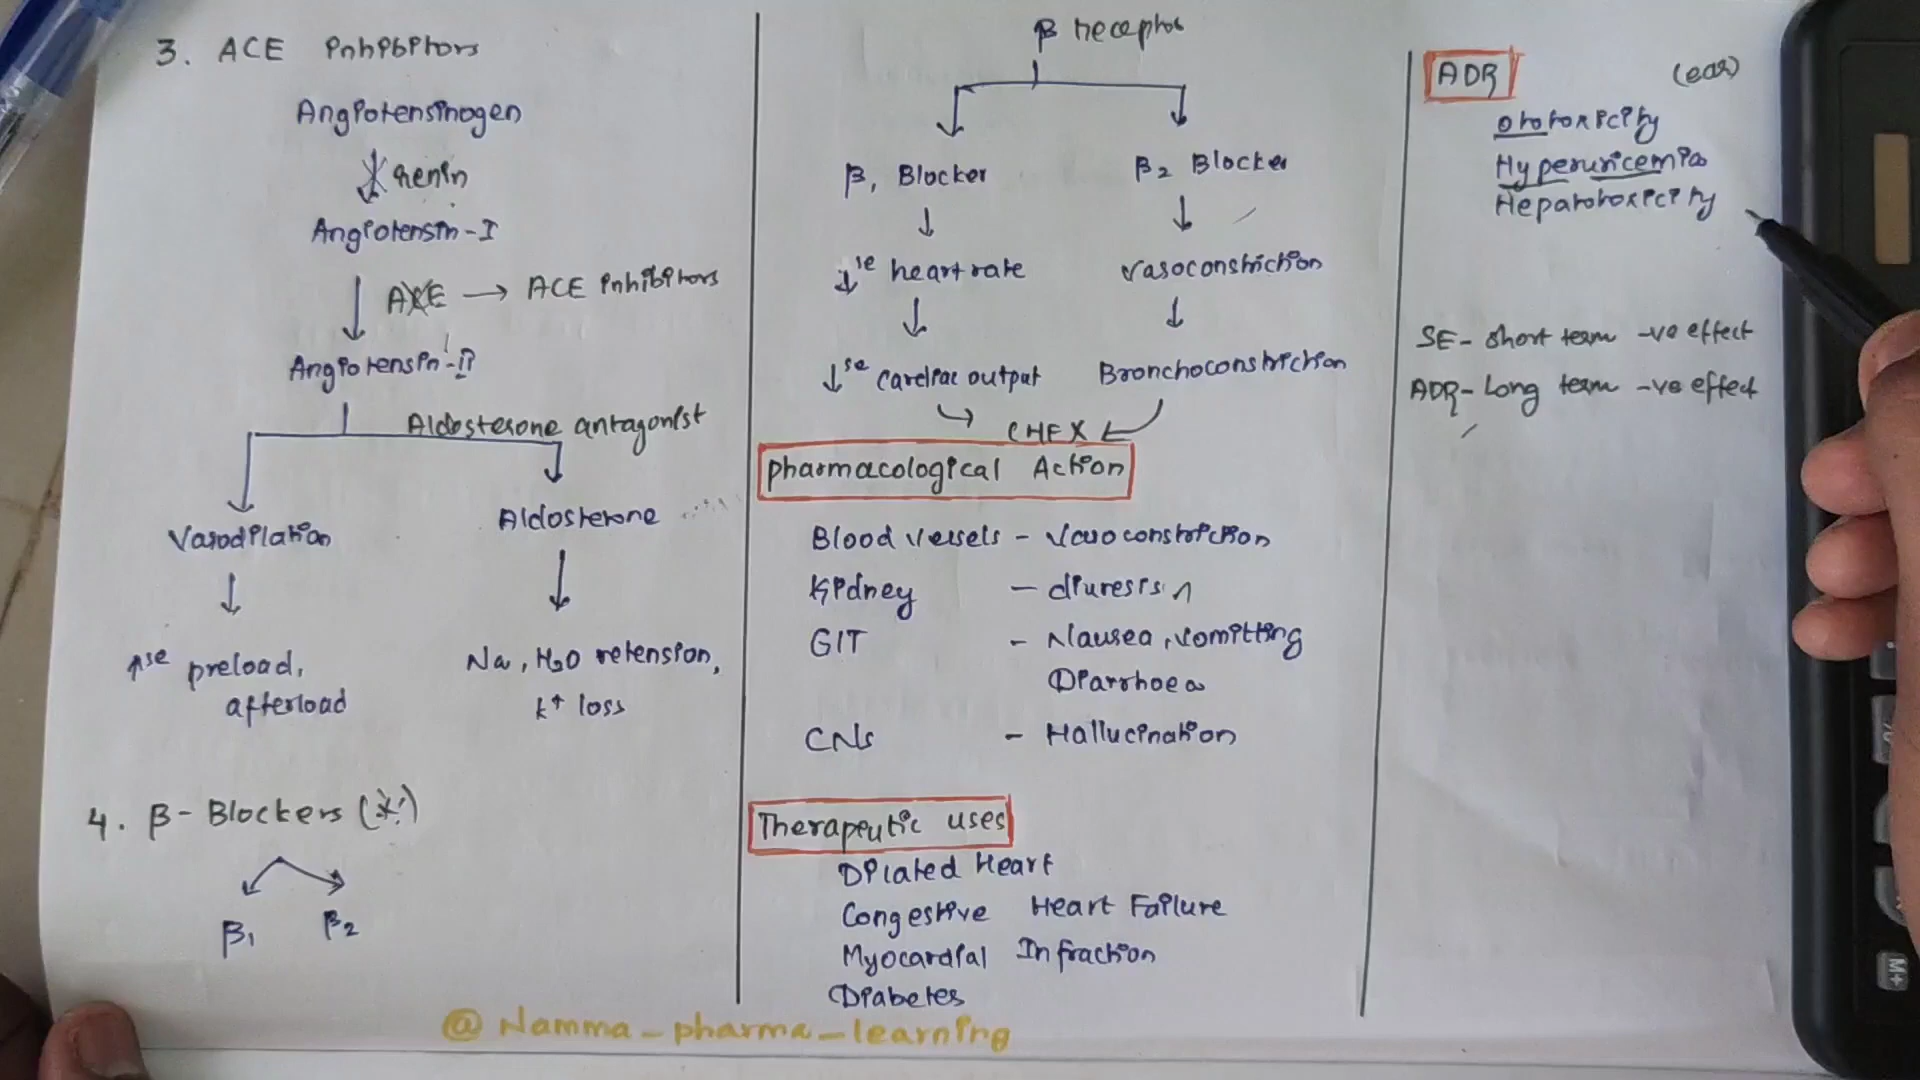 3. ACE Inhibitors
Angiotensinogen
renin
Angiotensin-I
ACE → ACE inhibitors
Angiotensin-II
Aldosterone antagonist
Vasodilation
Aldosterone
↑se preload,
afterload
Na, H2O retension,
K+ loss
4. β-Blockers (*)
β1 β2
β receptor
β1 Blocker
β2 Blocker
↓se heart rate
vasoconstriction
↓se cardiac output
Bronchoconstriction
CHF X
pharmacological Action
Blood vessels - vasoconstriction
Kidney - diuresis
GIT - Nausea, vomitting
Diarrhoea
CNS - Hallucination
Therapeutic uses
Dilated Heart
Congestive Heart Failure
Myocardial Infraction
Diabetes
ADR (ear)
ototoxicity
Hyperuricemia
Hepatotoxicity
SE - Short term -ve effect
ADR - Long term -ve effect
@Namma_pharma_learning
M+